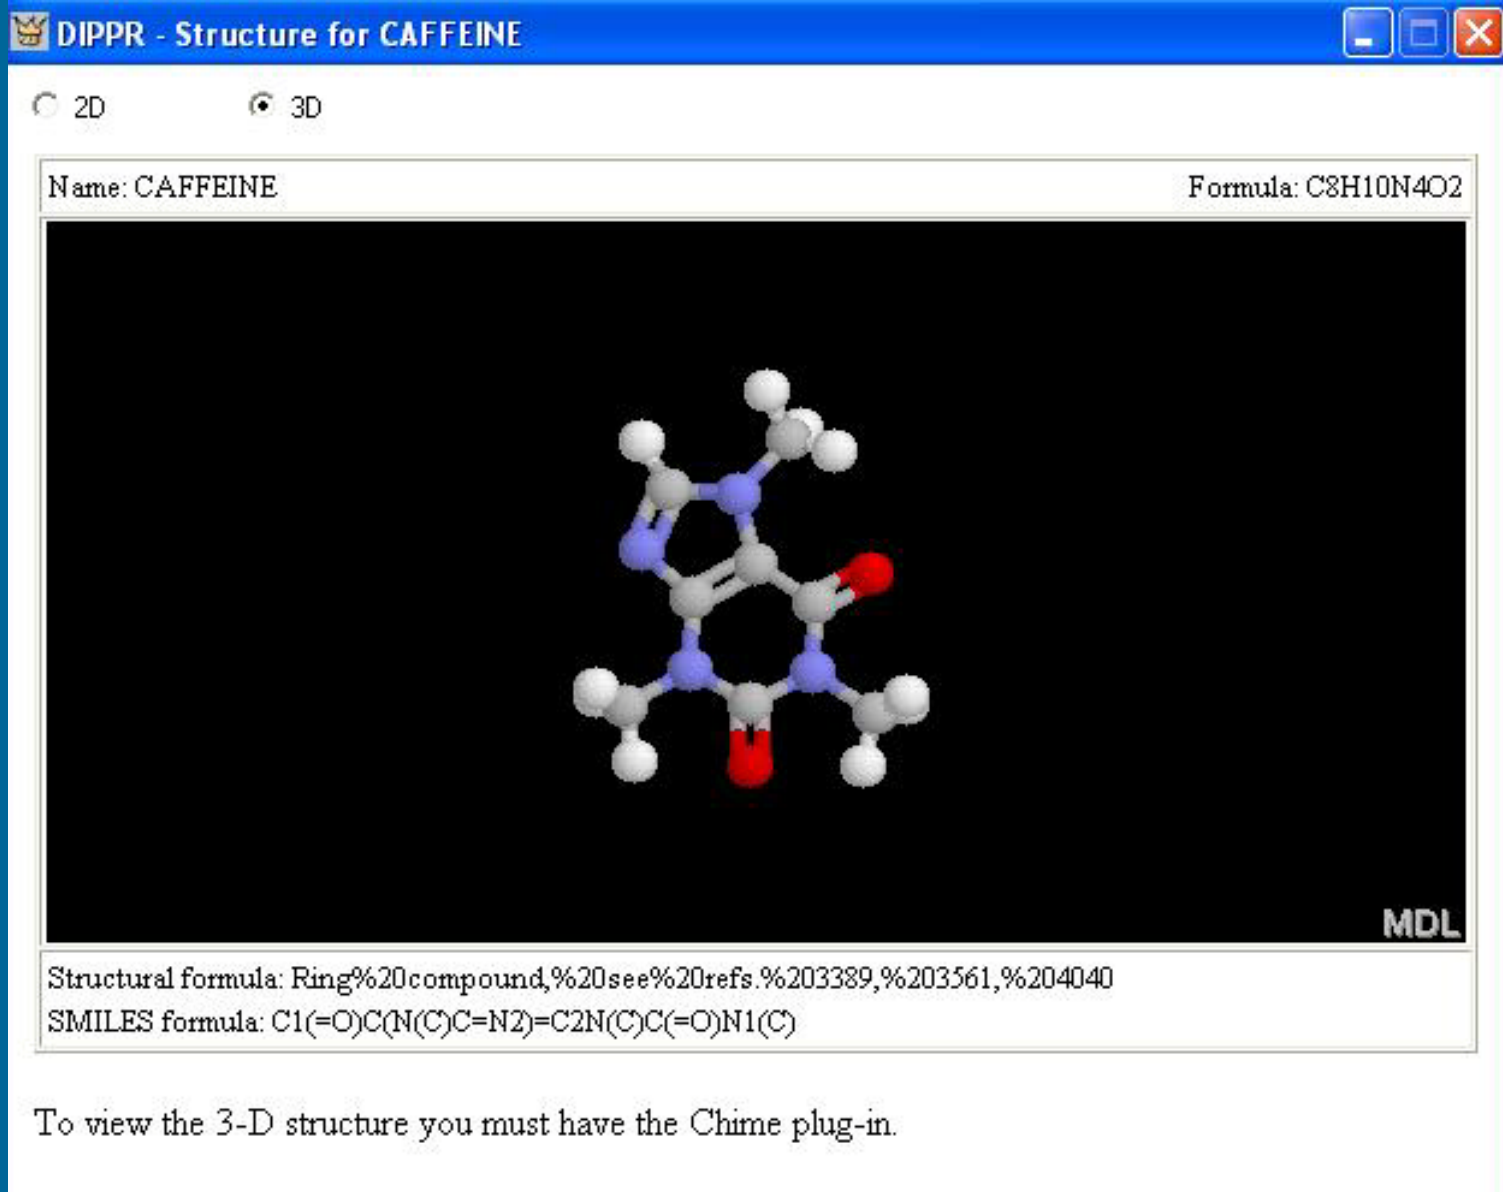 DIPPR - Structure for CAFFEINE
2D 3D
Name: CAFFEINE Formula: C8H10N4O2
MDL
Structural formula: Ring%20compound,%20see%20refs.%203389,%203561,%204040
SMILES formula: C1(=O)C(N(C)C=N2)=C2N(C)C(=O)N1(C)
To view the 3-D structure you must have the Chime plug-in.